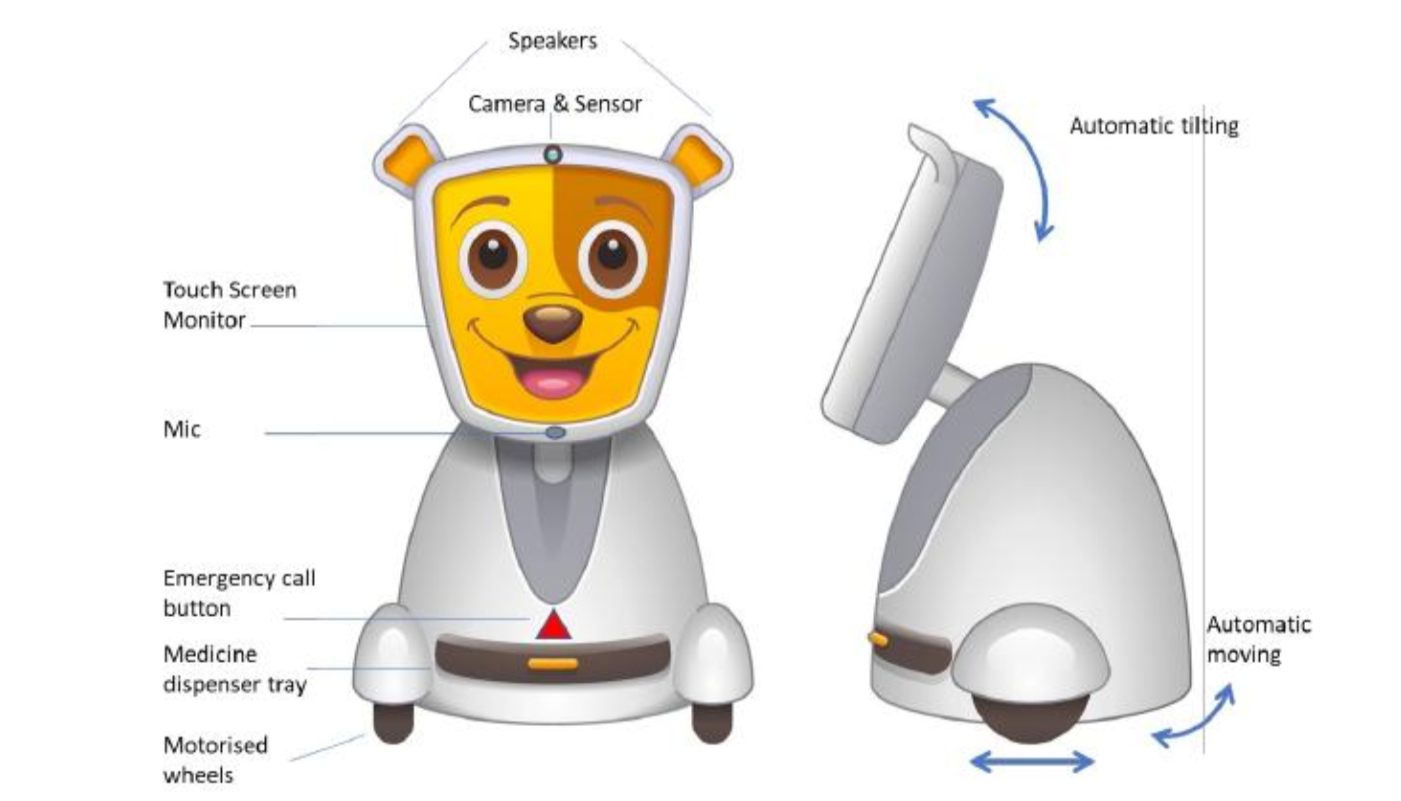 Speakers
Camera & Sensor
Automatic tilting
Touch Screen
Monitor
Mic
Emergency call
button
Medicine
dispenser tray
Motorised
wheels
Automatic
moving